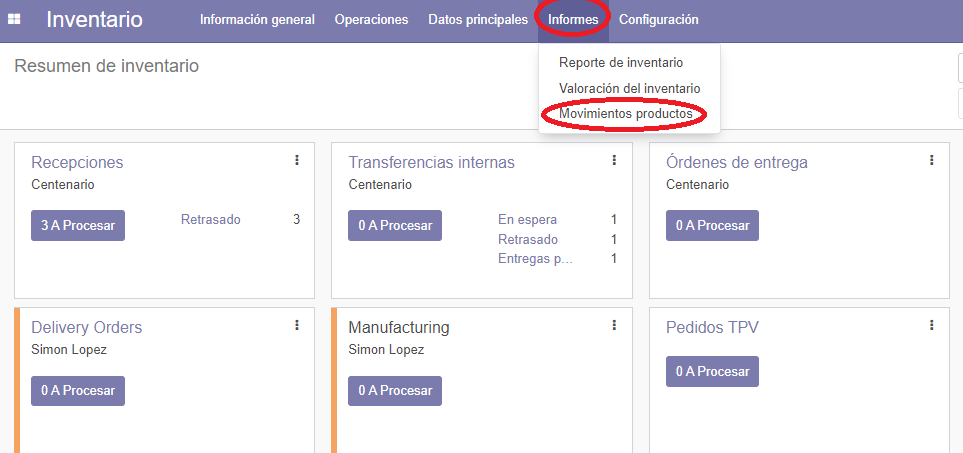 Inventario
Información general
Operaciones
Datos principales
Informes
Configuración
Resumen de inventario
Reporte de inventario
Valoración del inventario
Movimientos productos
Recepciones
Centenario
3 A Procesar
Retrasado 3
Transferencias internas
Centenario
0 A Procesar
En espera 1
Retrasado 1
Entregas p... 1
Órdenes de entrega
Centenario
0 A Procesar
Delivery Orders
Simon Lopez
0 A Procesar
Manufacturing
Simon Lopez
0 A Procesar
Pedidos TPV
0 A Procesar